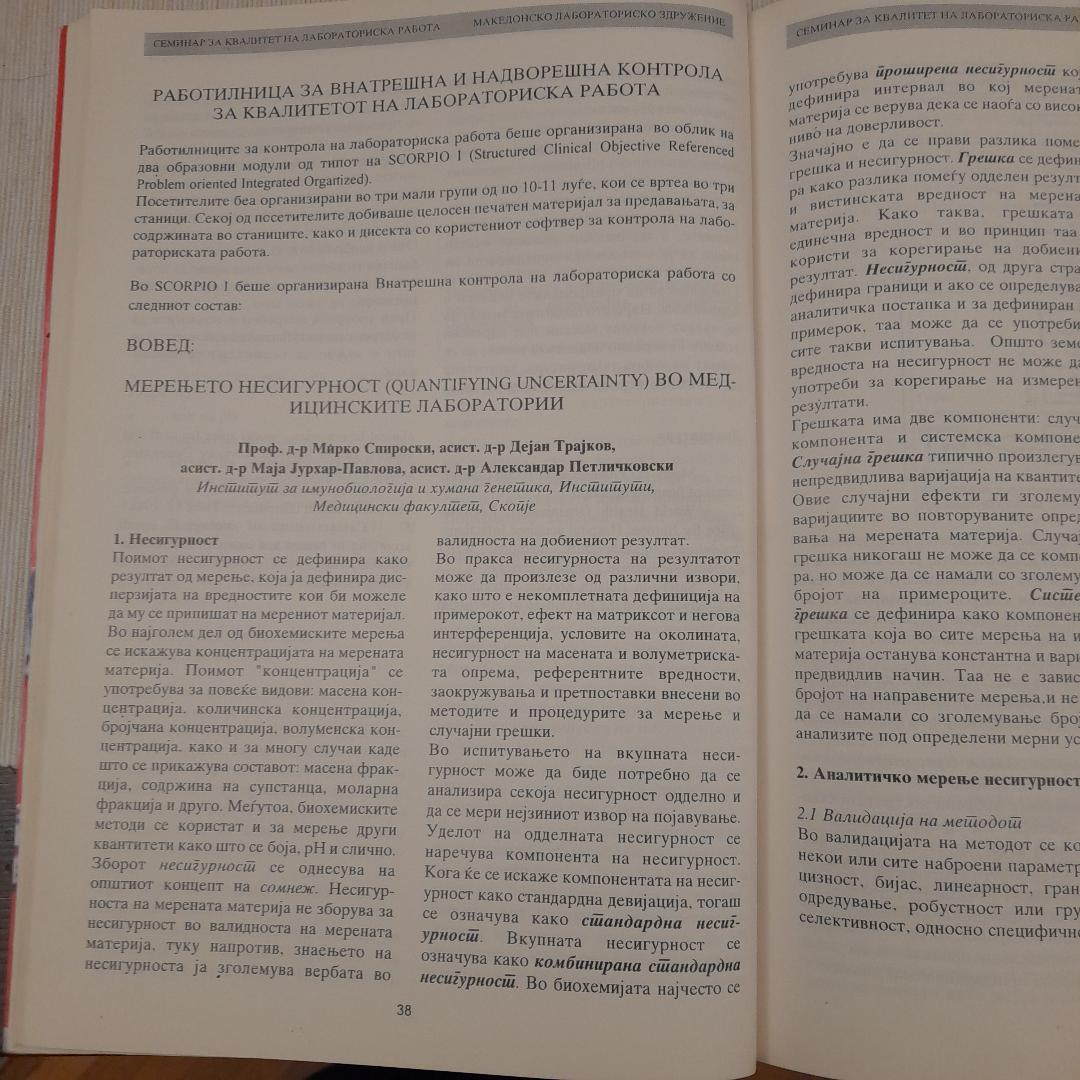 СЕМИНАР ЗА КВАЛИТЕТ НА ЛАБОРАТОРИСКА РАБОТА МАКЕДОНСКО ЛАБОРАТОРИСКО ЗДРУЖЕНИЕ
РАБОТИЛНИЦА ЗА ВНАТРЕШНА И НАДВОРЕШНА КОНТРОЛА
ЗА КВАЛИТЕТОТ НА ЛАБОРАТОРИСКА РАБОТА
Работилниците за контрола на лабораториска работа беше организирана во облик на
два образовни модули од типот на SCORPIO I (Structured Clinical Objective Referenced
Problem oriented Integrated Organized).
Посетителите беа организирани во три мали групи од по 10-11 луѓе, кои се вртеа во три
станици. Секој од посетителите добиваше целосен печатен материјал за предавањата, за
содржината во станиците, како и дискета со користениот софтвер за контрола на лабо-
раториската работа.
Во SCORPIO I беше организирана Внатрешна контрола на лабораториска работа со
следниот состав:
ВОВЕД:
МЕРЕЊЕТО НЕСИГУРНОСТ (QUANTIFYING UNCERTAINTY) ВО МЕД-
ИЦИНСКИТЕ ЛАБОРАТОРИИ
Проф. д-р Мирко Спироски, асист. д-р Дејан Трајков,
асист. д-р Маја Јурхар-Павлова, асист. д-р Александар Петличковски
Институт за имунобиологија и хумана генетика, Институти,
Медицински факултет, Скопје
1. Несигурност
Поимот несигурност се дефинира како
резултат од мерење, која ја дефинира дис-
перзијата на вредностите кои би можеле
да му се припишат на мерениот материјал.
Во најголем дел од биохемиските мерења
се искажува концентрацијата на мерената
материја. Поимот "концентрација" се
употребува за повеќе видови: масена кон-
центрација, количинска концентрација,
бројчана концентрација, волуменска кон-
центрација, како и за многу случаи каде
што се прикажува составот: масена фрак-
ција, содржина на супстанца, моларна
фракција и друго. Меѓутоа, биохемиските
методи се користат и за мерење други
квантитети како што се боја, pH и слично.
Зборот несигурност се однесува на
општиот концепт на сомнеж. Несигур-
носта на мерената материја не зборува за
несигурност во валидноста на мерената
материја, туку напротив, знаењето на
несигурноста ја зголемува вербата во
валидноста на добиениот резултат.
Во пракса несигурноста на резултатот
може да произлезе од различни извори,
како што е некомплетната дефиниција на
примерокот, ефект на матриксот и негова
интерференција, условите на околината,
несигурност на масената и волуметриска-
та опрема, референтните вредности,
заокружувања и претпоставки внесени во
методите и процедурите за мерење и
случајни грешки.
Во испитувањето на вкупната неси-
гурност може да биде потребно да се
анализира секоја несигурност одделно и
да се мери нејзиниот извор на појавување.
Уделот на одделната несигурност се
наречува компонента на несигурност.
Кога ќе се искаже компонентата на несиг-
урност како стандардна девијација, тогаш
се означува како стандардна несиг-
урност. Вкупната несигурност се
означува како комбинирана стандардна
несигурност. Во биохемијата најчесто се
38
СЕМИНАР ЗА КВАЛИТЕТ НА ЛАБОРАТОРИСКА РА
употребува проширена несигурност ко
дефинира интервал во кој меренат
материја се верува дека се наоѓа со висок
ниво на доверливост.
Значајно е да се прави разлика поме
грешка и несигурност. Грешка се дефин
ра како разлика помеѓу одделен резулт
и вистинската вредност на мерена
материја. Како таква, грешката
единечна вредност и во принцип таа
користи за корегирање на добиени
резултат. Несигурност, од друга стра
дефинира граници и ако се определува
аналитичка постапка и за дефиниран
примерок, таа може да се употреби
сите такви испитувања. Општо земе
вредноста на несигурност не може да
употреби за корегирање на измерен
резултати.
Грешката има две компоненти: случ
компонента и системска компоне
Случајна грешка типично произлегув
непредвидлива варијација на квантите
Овие случајни ефекти ги зголему
варијациите во повторуваните опред
вања на мерената материја. Случај
грешка никогаш не може да се комп
ра, но може да се намали со зголему
бројот на примероците. Систе
грешка се дефинира како компонен
грешката која во сите мерења на и
материја останува константна и вари
предвидлив начин. Таа не е завис
бројот на направените мерења,и не
да се намали со зголемување број
анализите под определени мерни ус
2. Аналитичко мерење несигурност
2.1 Валидација на методот
Во валидацијата на методот се ко
некои или сите наброени параметр
цизност, бијас, линеарност, гран
одредување, робустност или гру
селективност, односно специфичн